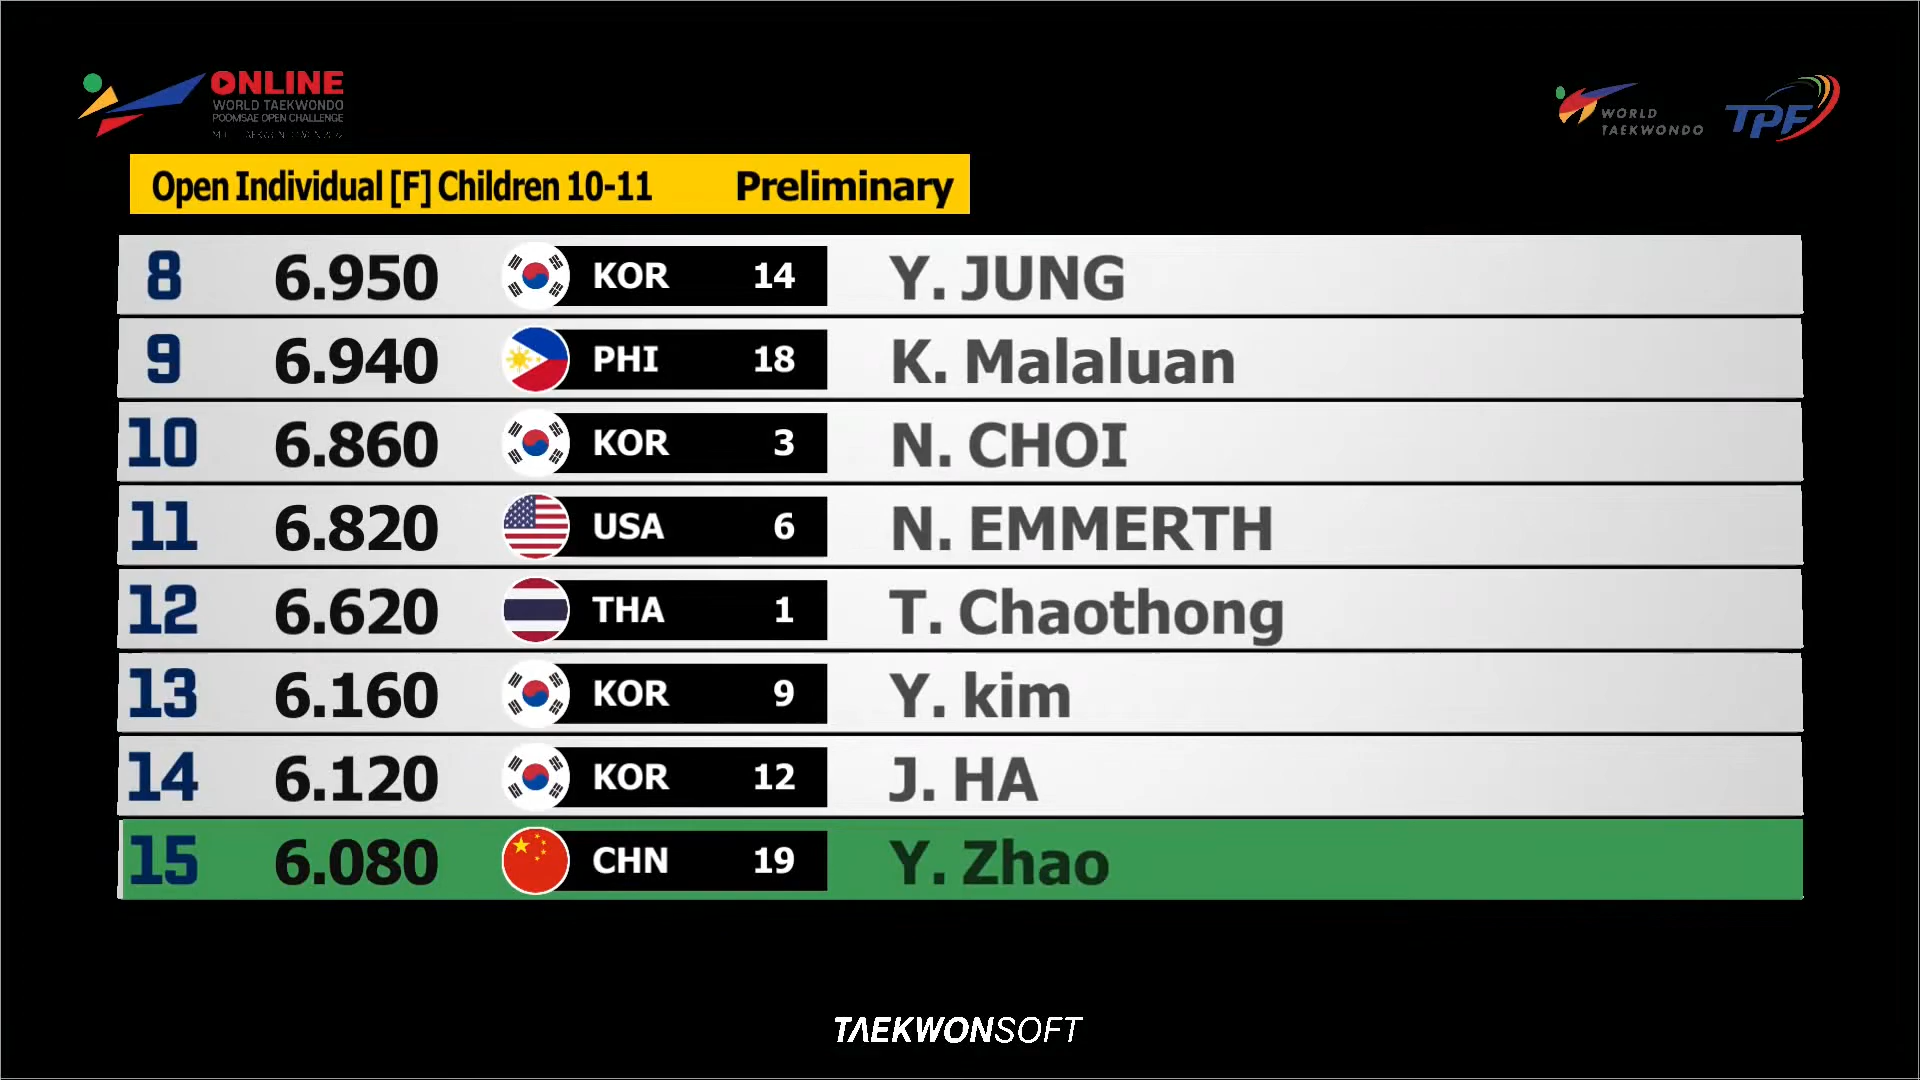 ONLINE
WORLD TAEKWONDO
POOMSAE OPEN CHALLENGE
WORLD
TAEKWONDO
TPF
Open Individual [F] Children 10-11 Preliminary
8 6.950 KOR 14 Y. JUNG
9 6.940 PHI 18 K. Malaluan
10 6.860 KOR 3 N. CHOI
11 6.820 USA 6 N. EMMERTH
12 6.620 THA 1 T. Chaothong
13 6.160 KOR 9 Y. kim
14 6.120 KOR 12 J. HA
15 6.080 CHN 19 Y. Zhao
TAEKWONSOFT